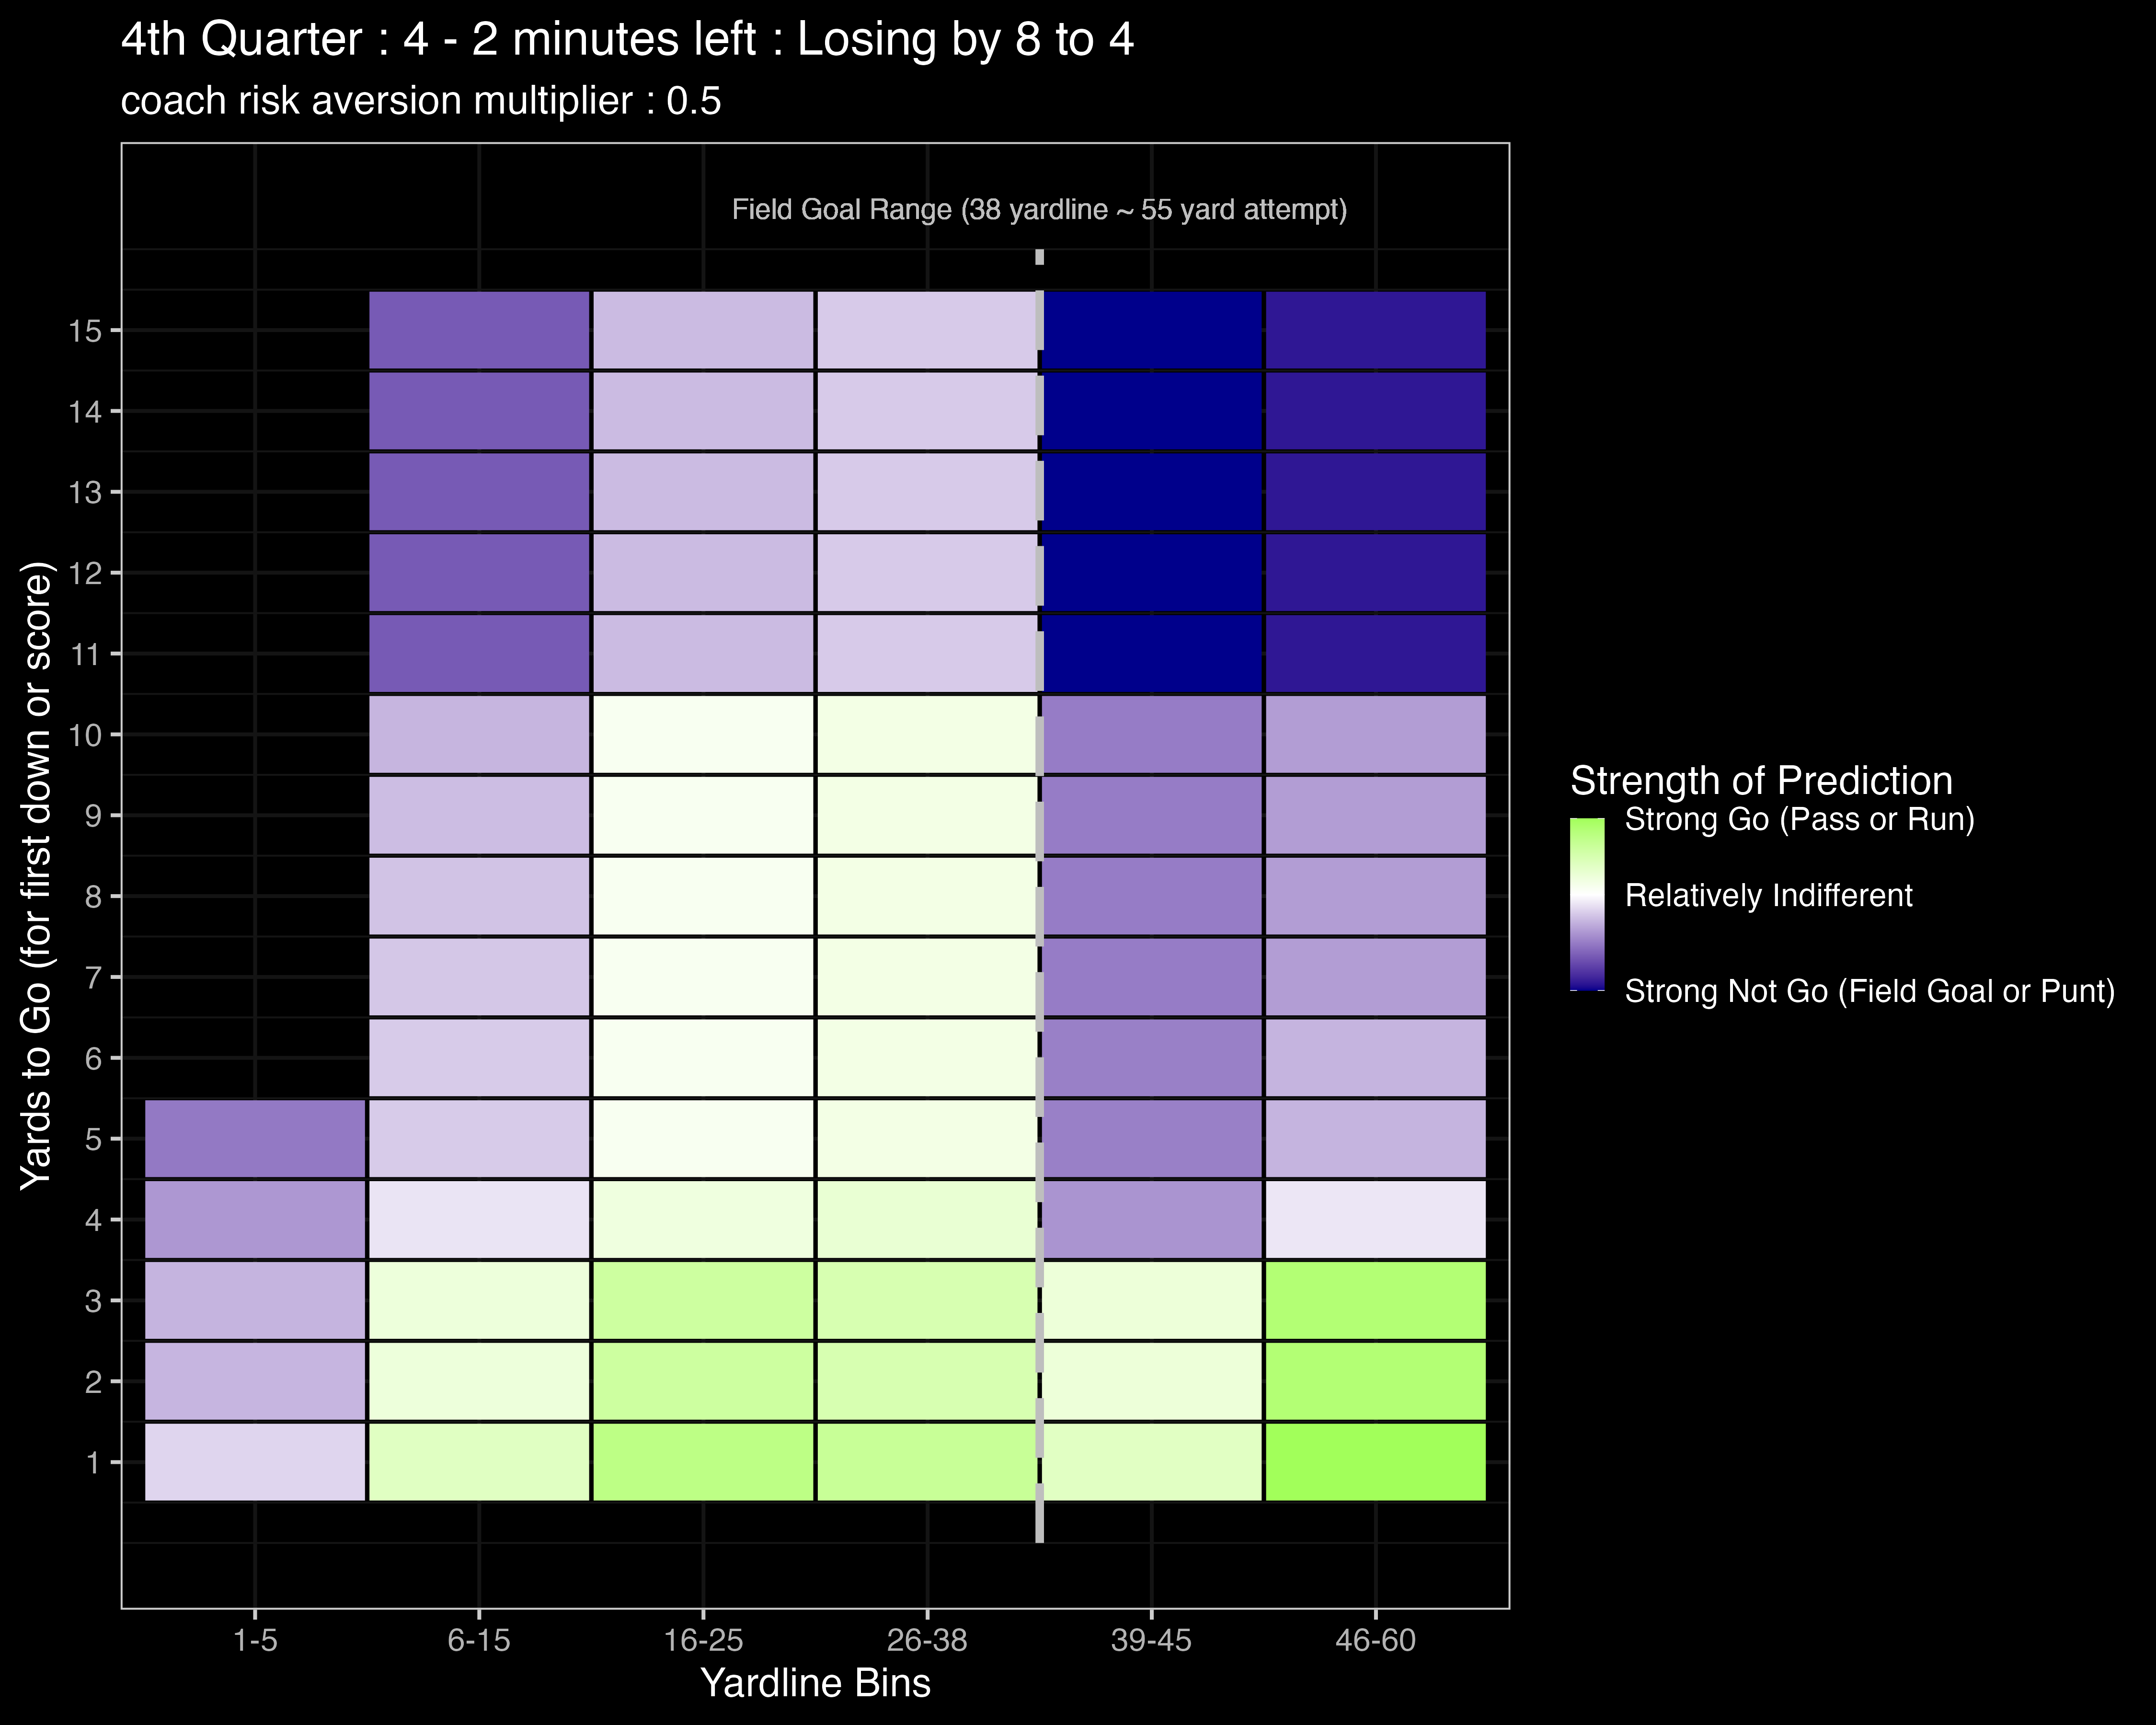 4th Quarter : 4 - 2 minutes left : Losing by 8 to 4
coach risk aversion multiplier : 0.5
Field Goal Range (38 yardline ~ 55 yard attempt)
Yards to Go (for first down or score)
15
14
13
12
11
10
9
8
7
6
5
4
3
2
1
1-5
6-15
16-25
26-38
39-45
46-60
Yardline Bins
Strength of Prediction
Strong Go (Pass or Run)
Relatively Indifferent
Strong Not Go (Field Goal or Punt)